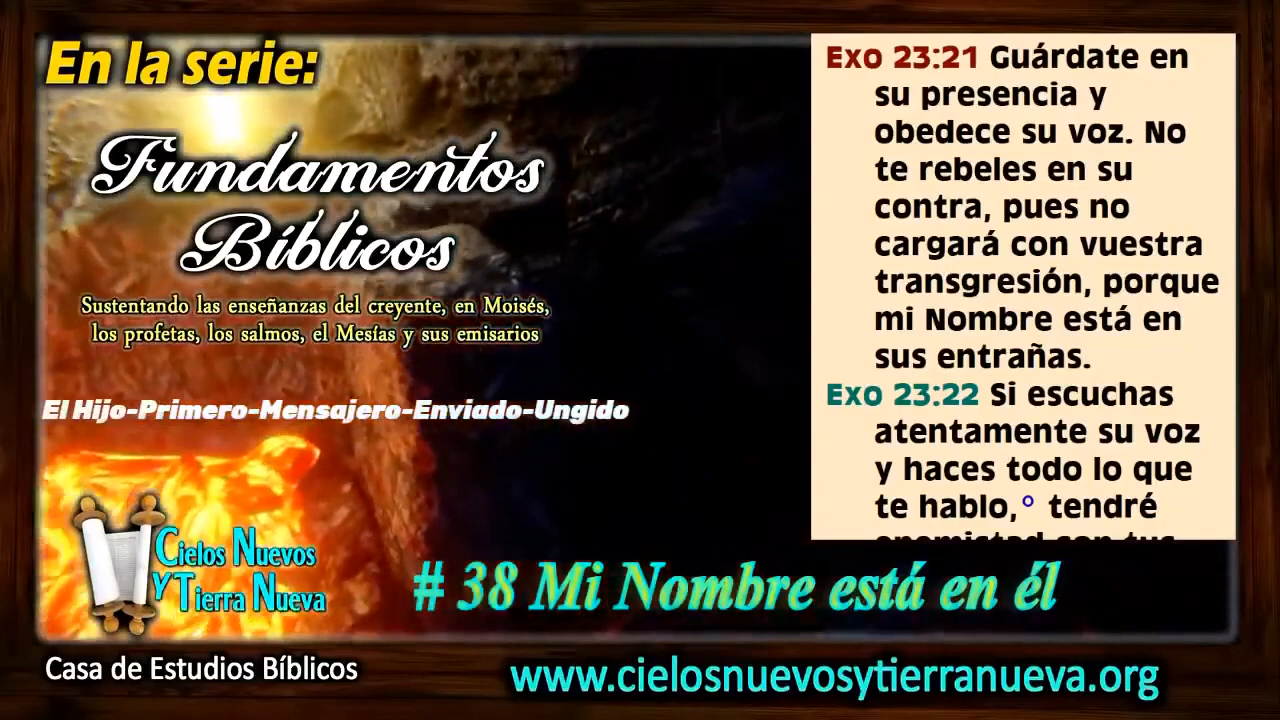 En la serie:
Fundamentos
Bíblicos
Sustentando las enseñanzas del creyente, en Moisés,
los profetas, los salmos, el Mesías y sus emisarios
El Hijo-Primero-Mensajero-Enviado-Ungido
Cielos Nuevos
Y Tierra Nueva
Casa de Estudios Bíblicos
Exo 23:21 Guárdate en
su presencia y
obedece su voz. No
te rebeles en su
contra, pues no
cargará con vuestra
transgresión, porque
mi Nombre está en
sus entrañas.
Exo 23:22 Si escuchas
atentamente su voz
y haces todo lo que
te hablo,° tendré
enemistad con tus
# 38 Mi Nombre está en él
www.cielosnuevosytierranueva.org